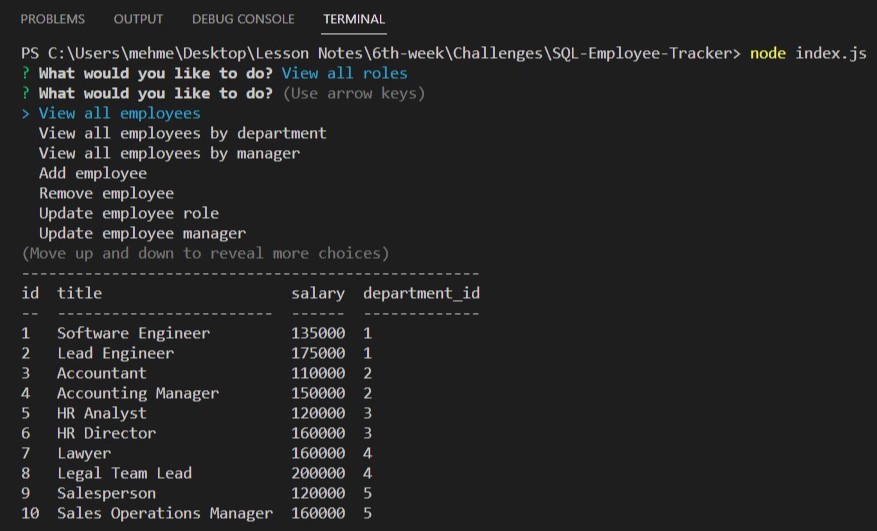 PROBLEMS OUTPUT DEBUG CONSOLE TERMINAL
PS C:\Users\mehme\Desktop\Lesson Notes\6th-week\Challenges\SQL-Employee-Tracker> node index.js
? What would you like to do? View all roles
? What would you like to do? (Use arrow keys)
> View all employees
View all employees by department
View all employees by manager
Add employee
Remove employee
Update employee role
Update employee manager
(Move up and down to reveal more choices)
---------------------------------------------------
id title salary department_id
-- ------------------------ ------ -------------
1 Software Engineer 135000 1
2 Lead Engineer 175000 1
3 Accountant 110000 2
4 Accounting Manager 150000 2
5 HR Analyst 120000 3
6 HR Director 160000 3
7 Lawyer 160000 4
8 Legal Team Lead 200000 4
9 Salesperson 120000 5
10 Sales Operations Manager 160000 5